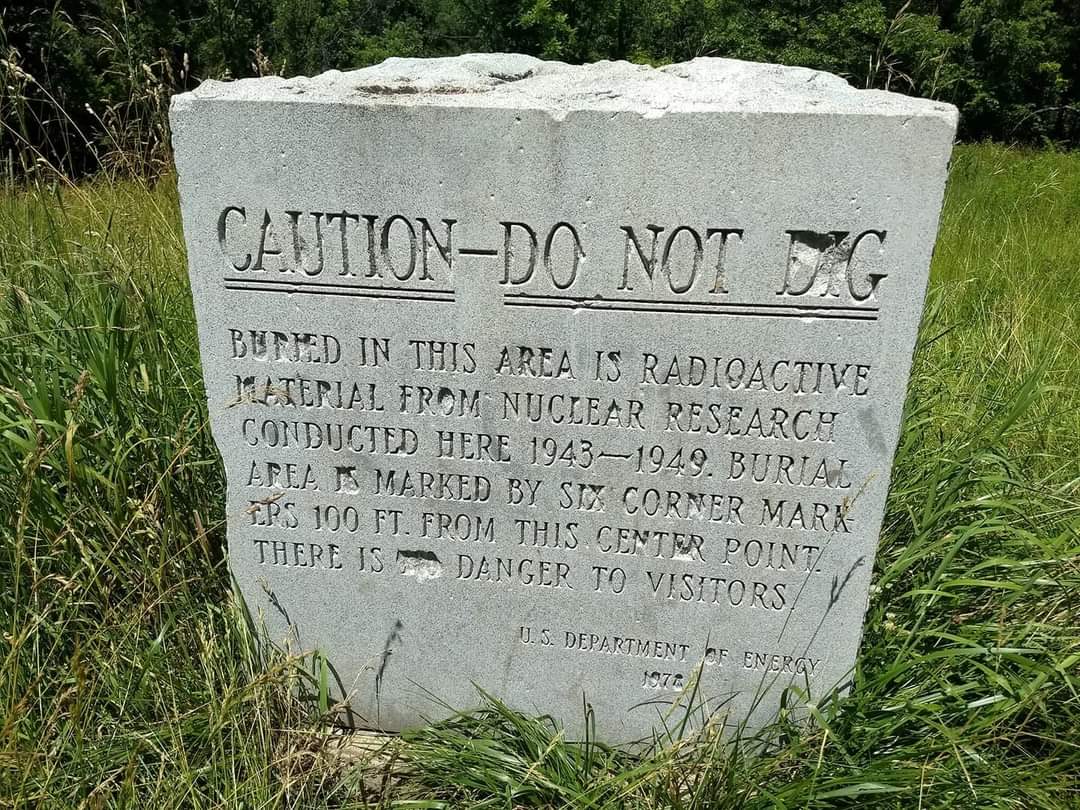 CAUTION—DO NOT DIG
BURIED IN THIS AREA IS RADIOACTIVE
MATERIAL FROM NUCLEAR RESEARCH
CONDUCTED HERE 1943—1949. BURIAL
AREA IS MARKED BY SIX CORNER MARK-
ERS 100 FT. FROM THIS CENTER POINT.
THERE IS DANGER TO VISITORS.
U.S. DEPARTMENT OF ENERGY
1978